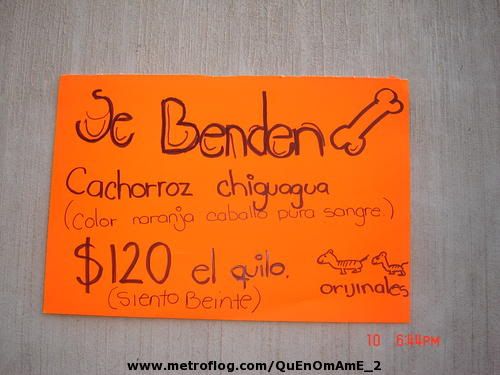 Se Benden
Cachorroz chiguagua
(Color naranja caballo pura sangre.)
$120 el quilo.
(Siento Beinte)
orijinales
10 6:44PM
www.metroflog.com/QuEnOmAmE_2